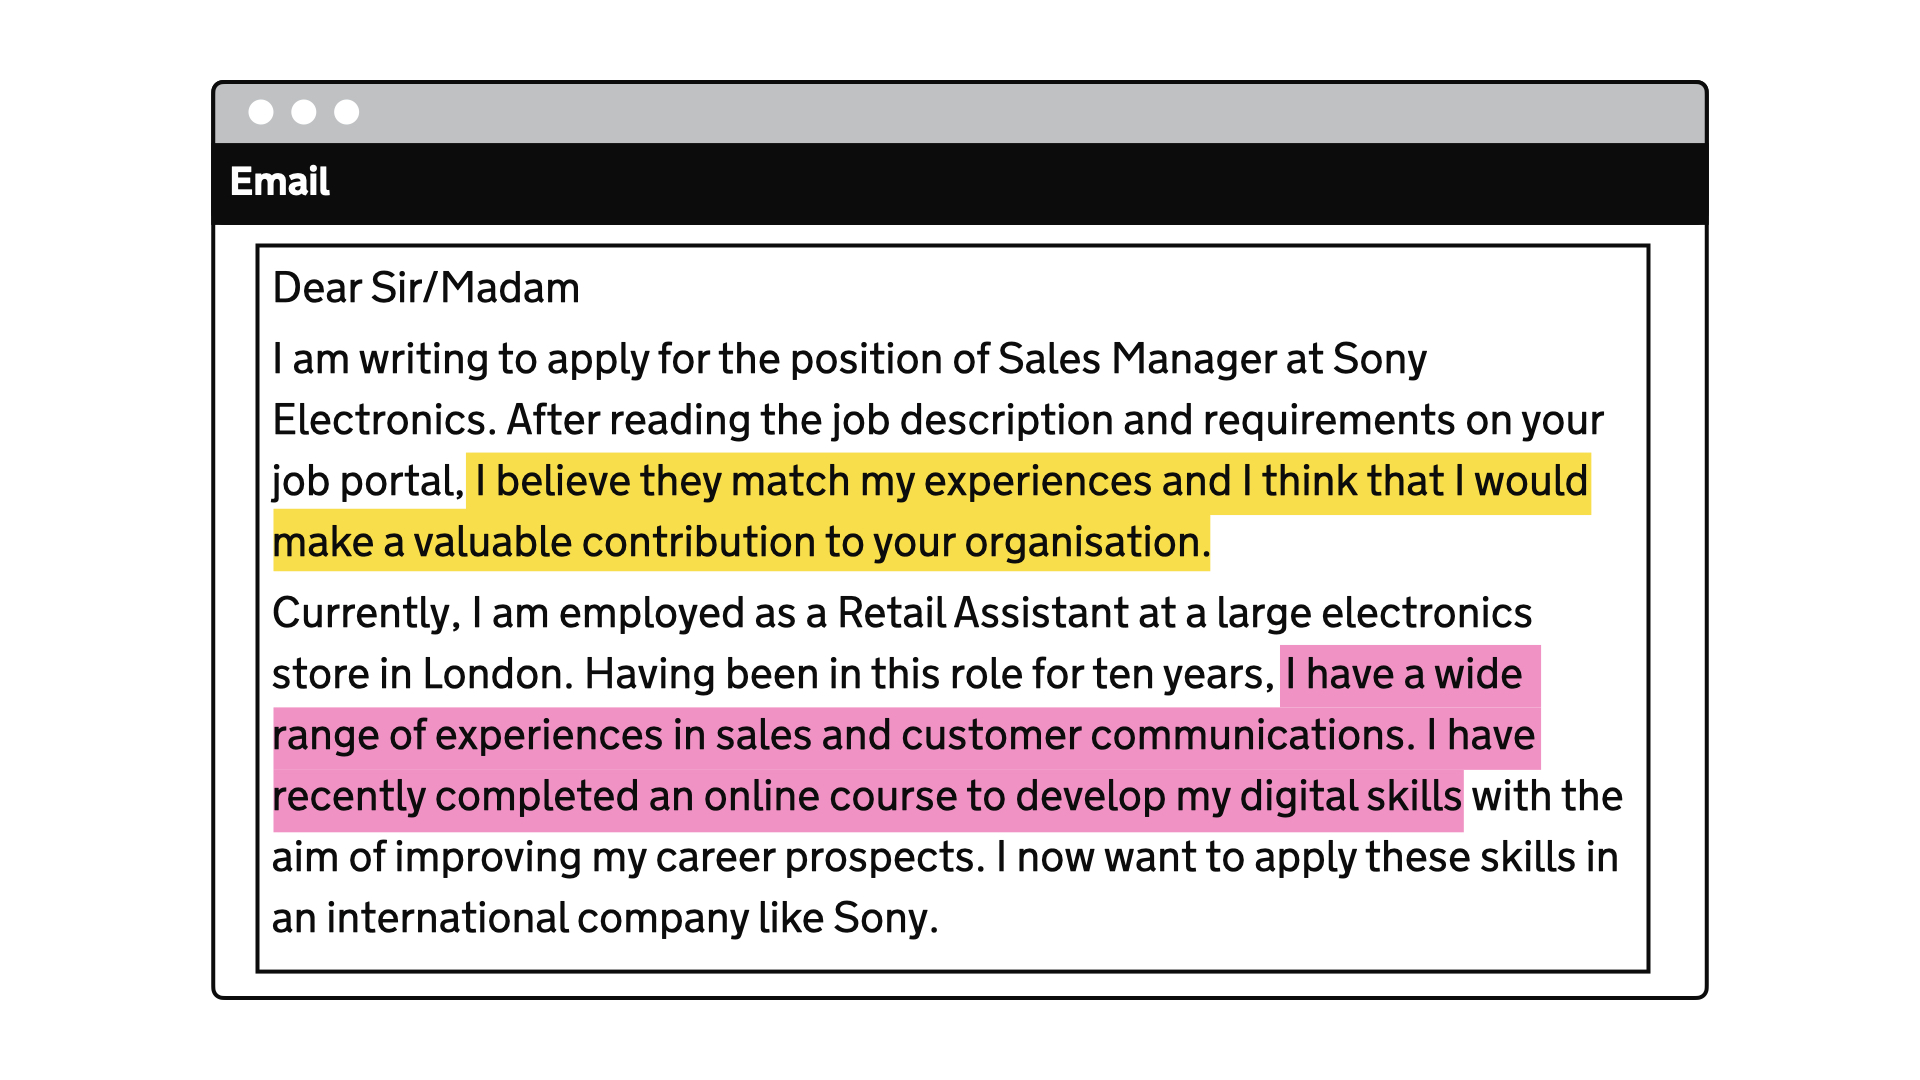 Email
Dear Sir/Madam
I am writing to apply for the position of Sales Manager at Sony
Electronics. After reading the job description and requirements on your
job portal, I believe they match my experiences and I think that I would
make a valuable contribution to your organisation.
Currently, I am employed as a Retail Assistant at a large electronics
store in London. Having been in this role for ten years, I have a wide
range of experiences in sales and customer communications. I have
recently completed an online course to develop my digital skills with the
aim of improving my career prospects. I now want to apply these skills in
an international company like Sony.